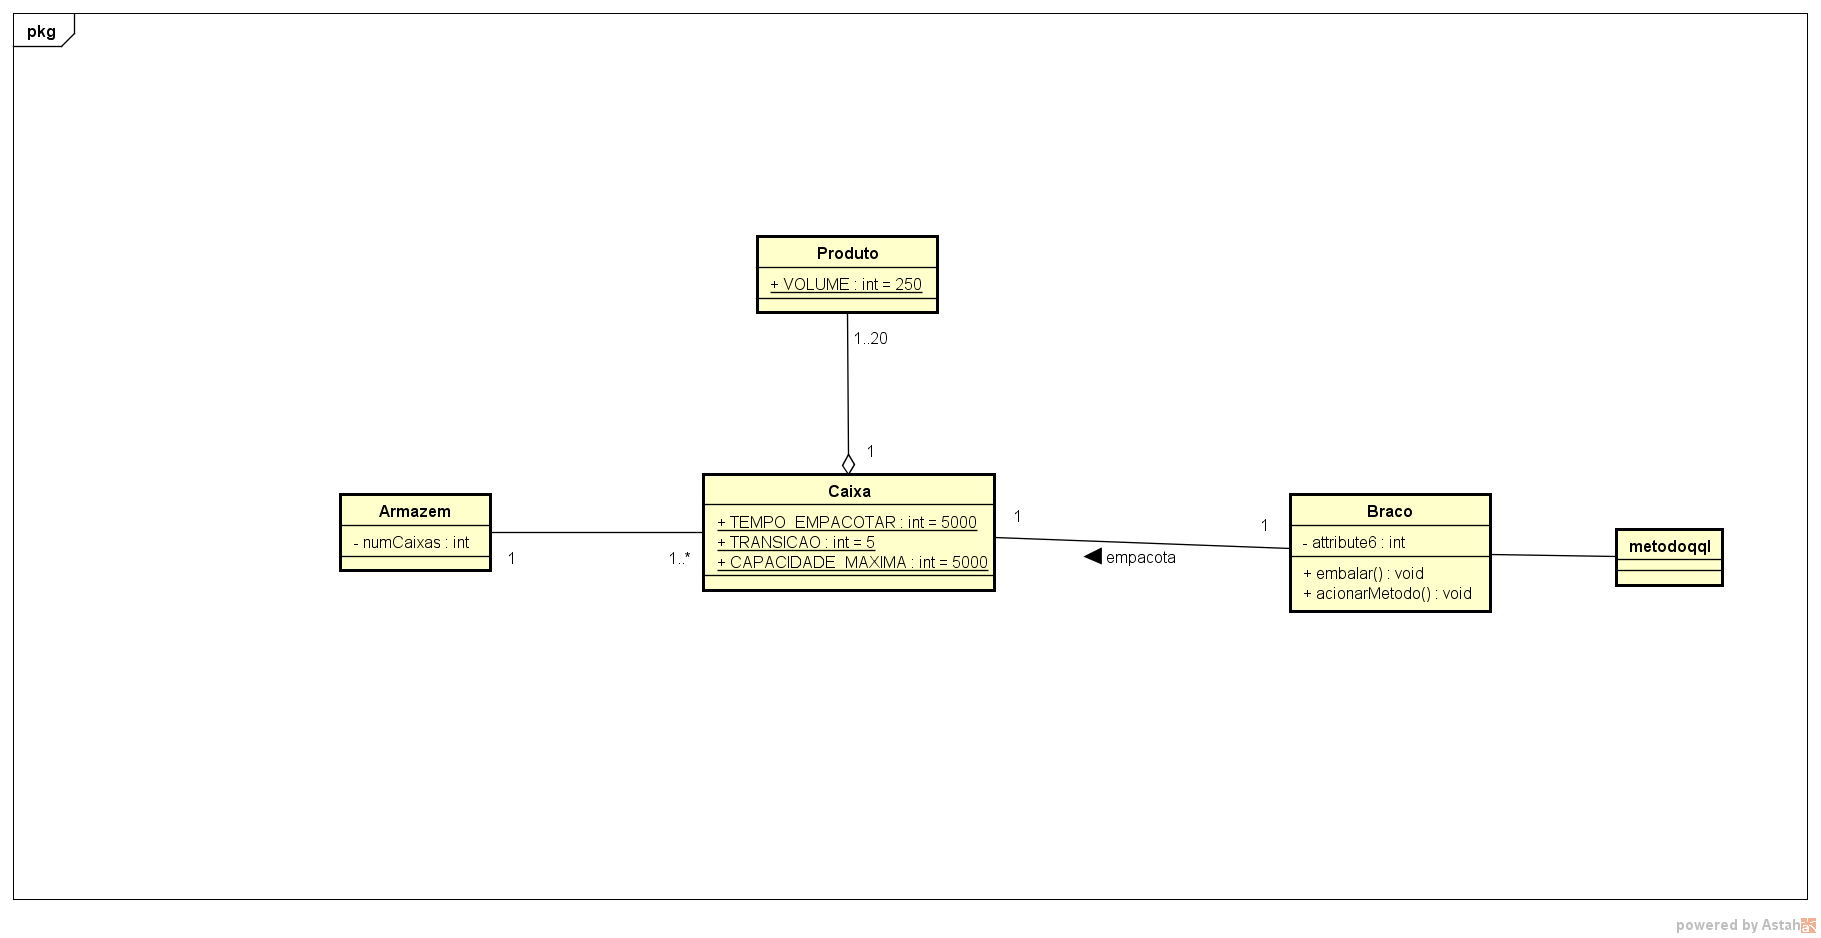 pkg
Produto
+ VOLUME : int = 250
1..20
1
Caixa
+ TEMPO_EMPACOTAR : int = 5000
+ TRANSICAO : int = 5
+ CAPACIDADE_MAXIMA : int = 5000
Armazem
- numCaixas : int
1
1..*
1
1
empacota
Braco
- attribute6 : int
+ embalar() : void
+ acionarMetodo() : void
metodoqql
powered by Astah